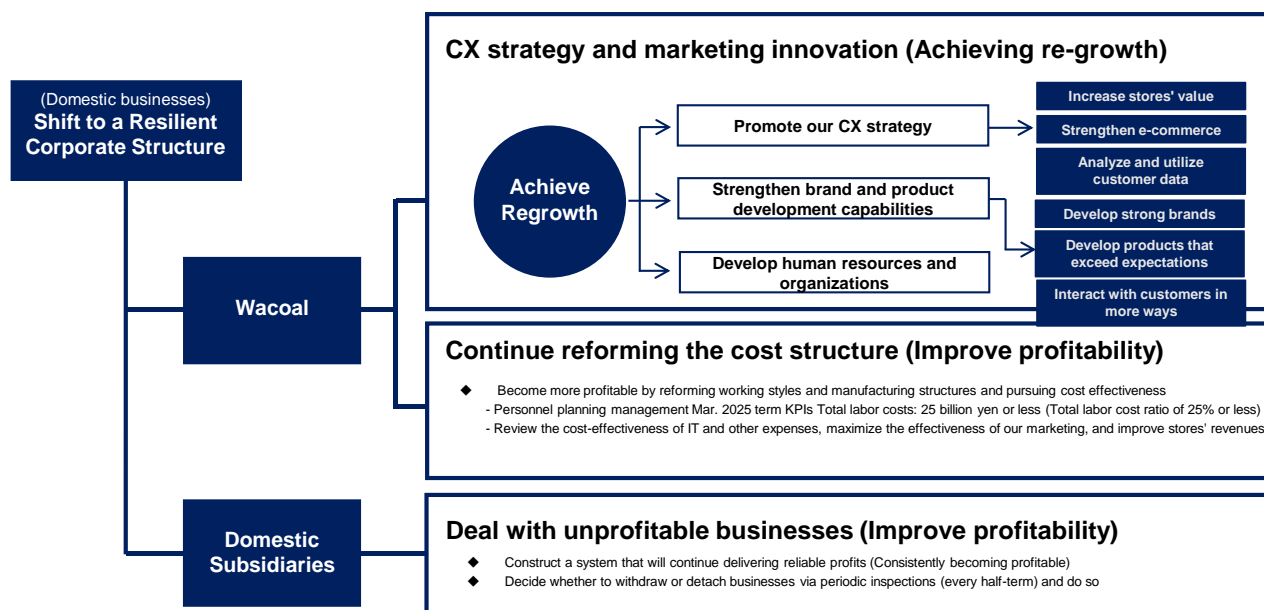 (Domestic businesses)
Shift to a Resilient
Corporate Structure
Wacoal
Domestic
Subsidiaries
CX strategy and marketing innovation (Achieving re-growth)
Achieve
Regrowth
Promote our CX strategy
Strengthen brand and product
development capabilities
Develop human resources and
organizations
Increase stores' value
Strengthen e-commerce
Analyze and utilize
customer data
Develop strong brands
Develop products that
exceed expectations
Interact with customers in
more ways
Continue reforming the cost structure (Improve profitability)
◆ Become more profitable by reforming working styles and manufacturing structures and pursuing cost effectiveness
- Personnel planning management Mar. 2025 term KPIs Total labor costs: 25 billion yen or less (Total labor cost ratio of 25% or less)
- Review the cost-effectiveness of IT and other expenses, maximize the effectiveness of our marketing, and improve stores' revenues
Deal with unprofitable businesses (Improve profitability)
◆ Construct a system that will continue delivering reliable profits (Consistently becoming profitable)
◆ Decide whether to withdraw or detach businesses via periodic inspections (every half-term) and do so